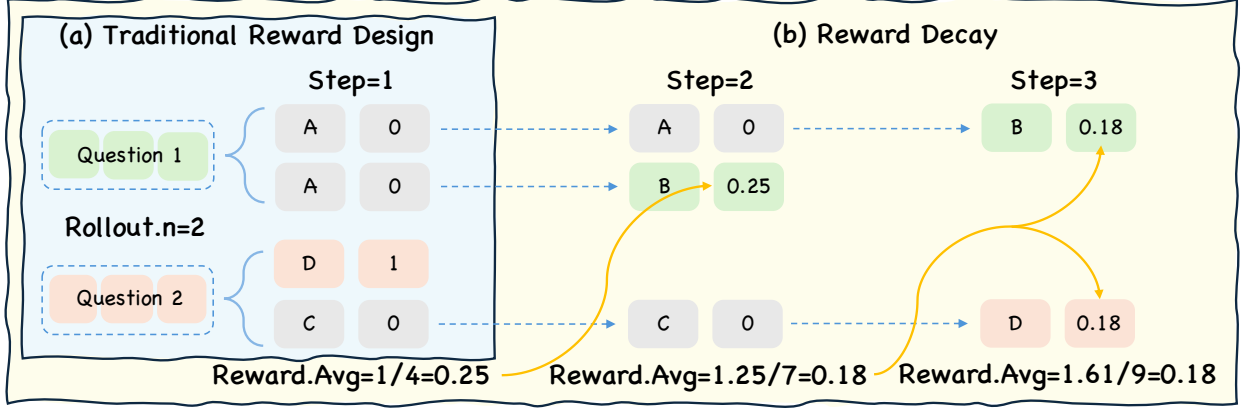 (a) Traditional Reward Design
(b) Reward Decay
Step=1
Step=2
Step=3
Question 1
A 0
A 0
B 0.18
A 0
A 0
B 0.25
Rollout.n=2
Question 2
D 1
C 0
C 0
D 0.18
Reward.Avg=1/4=0.25
Reward.Avg=1.25/7=0.18
Reward.Avg=1.61/9=0.18